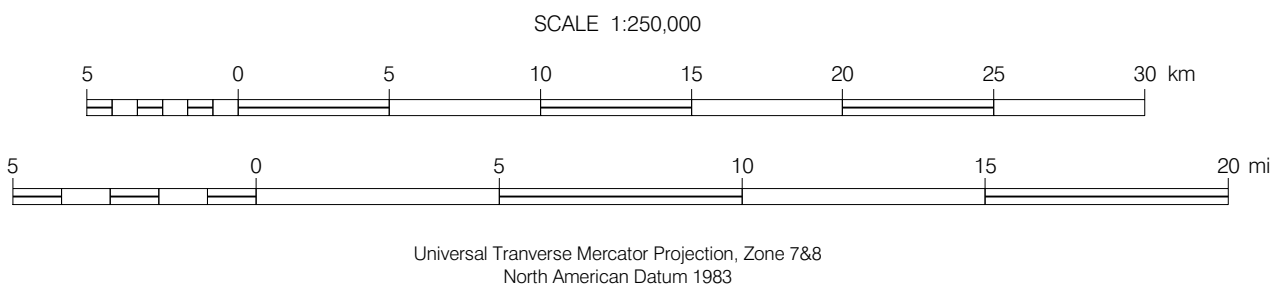 SCALE 1:250,000
5 0 5 10 15 20 25 30 km
5 0 5 10 15 20 mi
Universal Tranverse Mercator Projection, Zone 7&8
North American Datum 1983